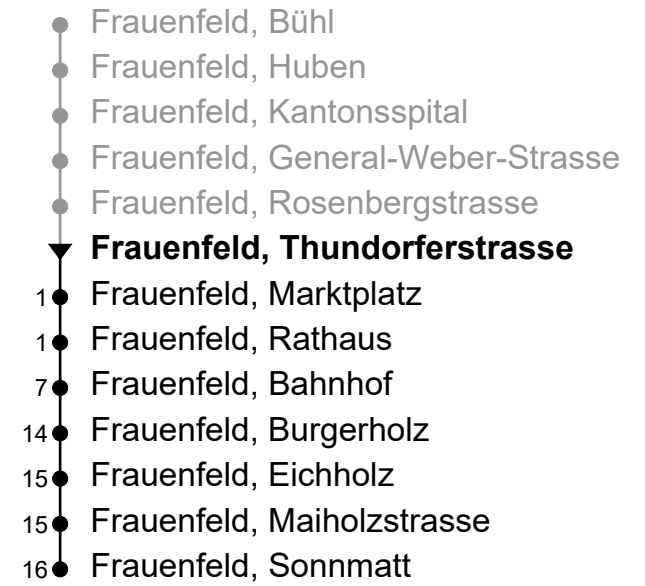 Frauenfeld, Bühl
Frauenfeld, Huben
Frauenfeld, Kantonsspital
Frauenfeld, General-Weber-Strasse
Frauenfeld, Rosenbergstrasse
Frauenfeld, Thundorferstrasse
1 Frauenfeld, Marktplatz
1 Frauenfeld, Rathaus
7 Frauenfeld, Bahnhof
14 Frauenfeld, Burgerholz
15 Frauenfeld, Eichholz
15 Frauenfeld, Maiholzstrasse
16 Frauenfeld, Sonnmatt